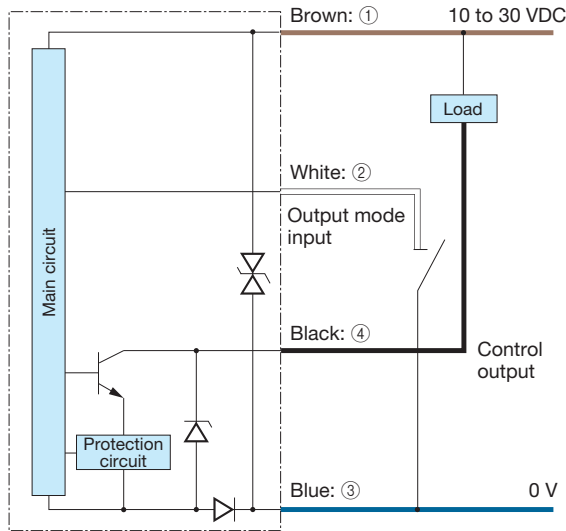 Brown: ① 10 to 30 VDC
Load
White: ②
Output mode
input
Main circuit
Black: ④
Control
output
Protection
circuit
Blue: ③ 0 V